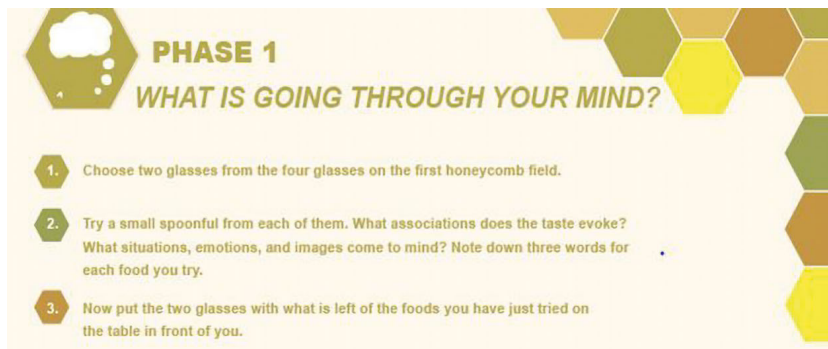 PHASE 1
WHAT IS GOING THROUGH YOUR MIND?
1. Choose two glasses from the four glasses on the first honeycomb field.
2. Try a small spoonful from each of them. What associations does the taste evoke?
What situations, emotions, and images come to mind? Note down three words for
each food you try.
3. Now put the two glasses with what is left of the foods you have just tried on
the table in front of you.